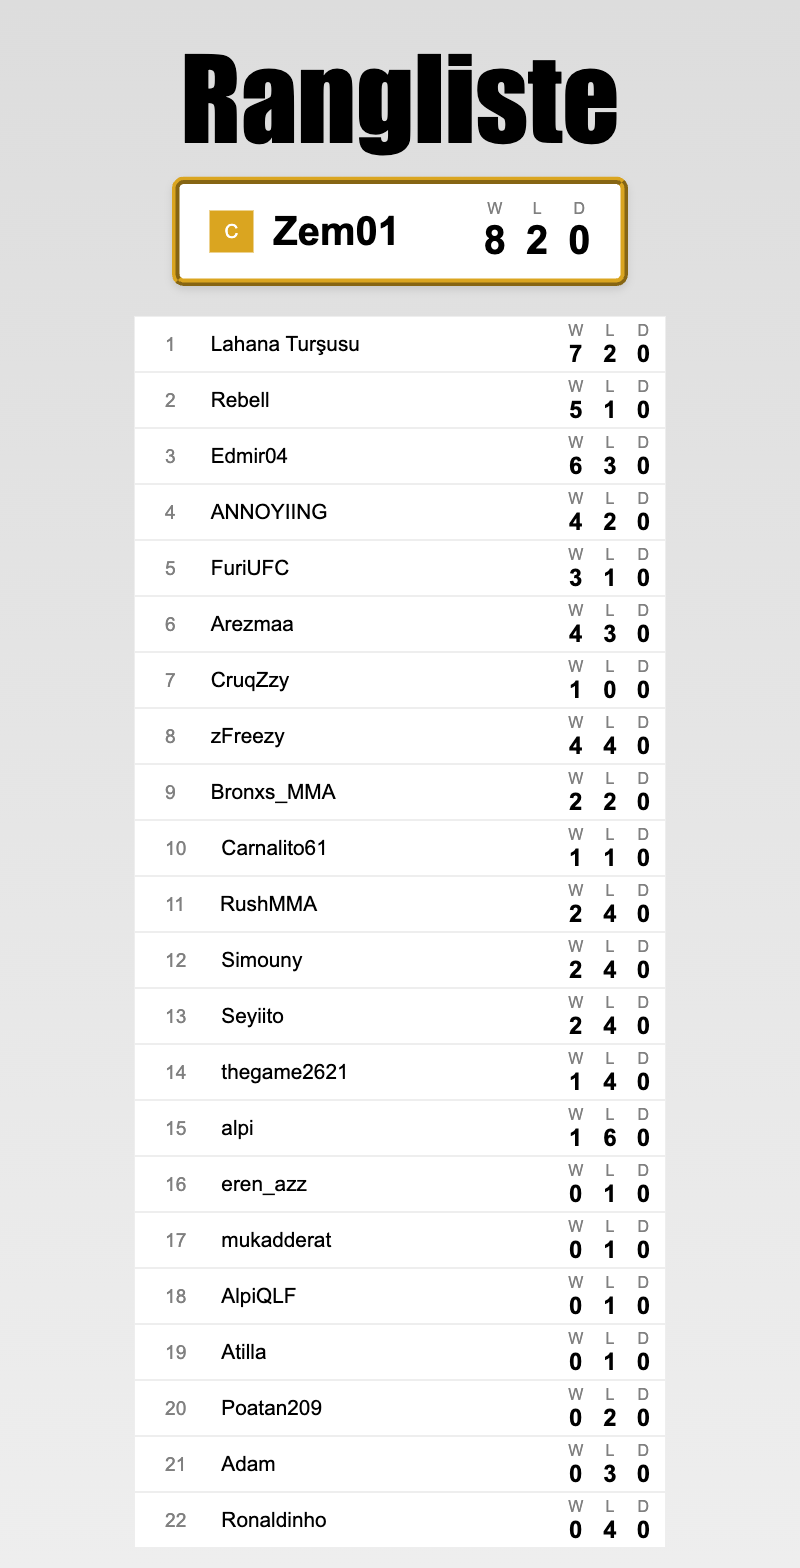 Rangliste
C Zem01 W L D
8 2 0
1 Lahana Turşusu W L D
7 2 0
2 Rebell W L D
5 1 0
3 Edmir04 W L D
6 3 0
4 ANNOYIING W L D
4 2 0
5 FuriUFC W L D
3 1 0
6 Arezmaa W L D
4 3 0
7 CruqZzy W L D
1 0 0
8 zFreezy W L D
4 4 0
9 Bronxs_MMA W L D
2 2 0
10 Carnalito61 W L D
1 1 0
11 RushMMA W L D
2 4 0
12 Simouny W L D
2 4 0
13 Seyiito W L D
2 4 0
14 thegame2621 W L D
1 4 0
15 alpi W L D
1 6 0
16 eren_azz W L D
0 1 0
17 mukadderat W L D
0 1 0
18 AlpiQLF W L D
0 1 0
19 Atilla W L D
0 1 0
20 Poatan209 W L D
0 2 0
21 Adam W L D
0 3 0
22 Ronaldinho W L D
0 4 0